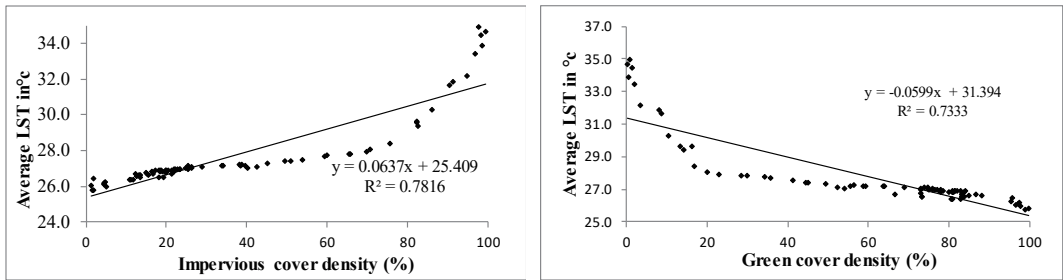 34.0
32.0
30.0
28.0
26.0
24.0
Average LST in°c
y = 0.0637x + 25.409
R² = 0.7816
0 20 40 60 80 100
Impervious cover density (%)
37.0
35.0
33.0
31.0
29.0
27.0
25.0
Average LST in °c
y = -0.0599x + 31.394
R² = 0.7333
0 20 40 60 80 100
Green cover density (%)